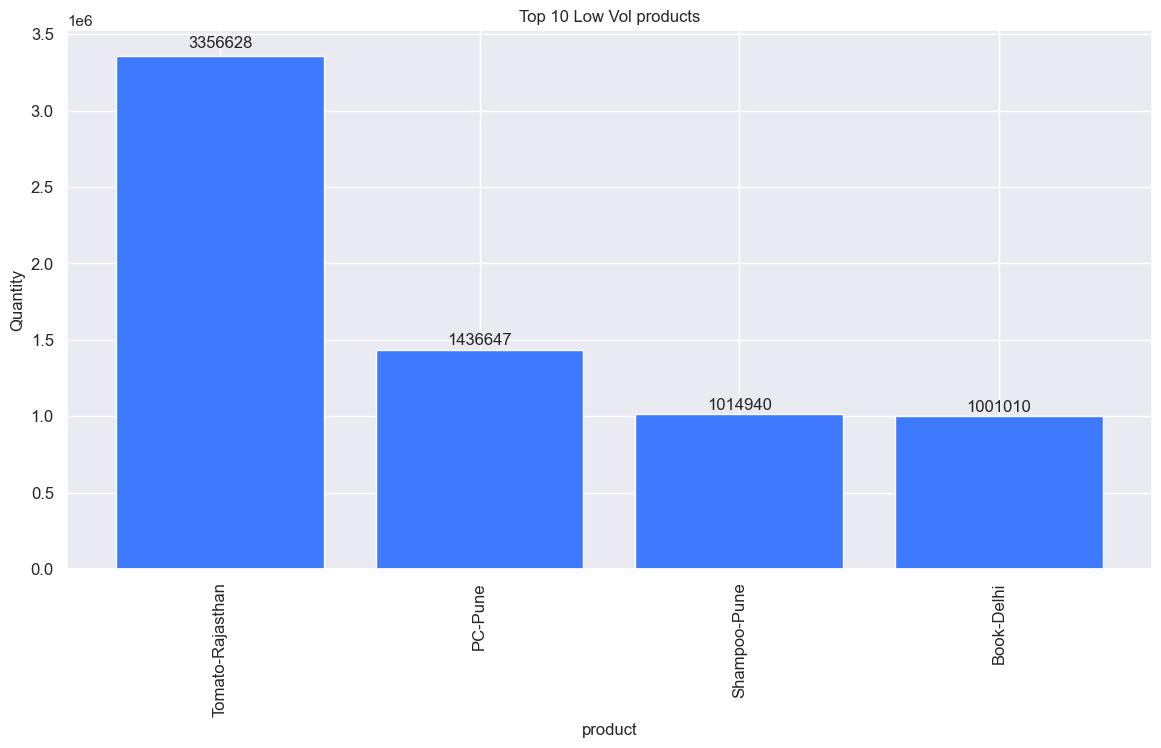 Top 10 Low Vol products
1e6
3.5
3.0
2.5
2.0
1.5
1.0
0.5
0.0
Quantity
3356628
1436647
1014940
1001010
Tomato-Rajasthan
PC-Pune
Shampoo-Pune
Book-Delhi
product